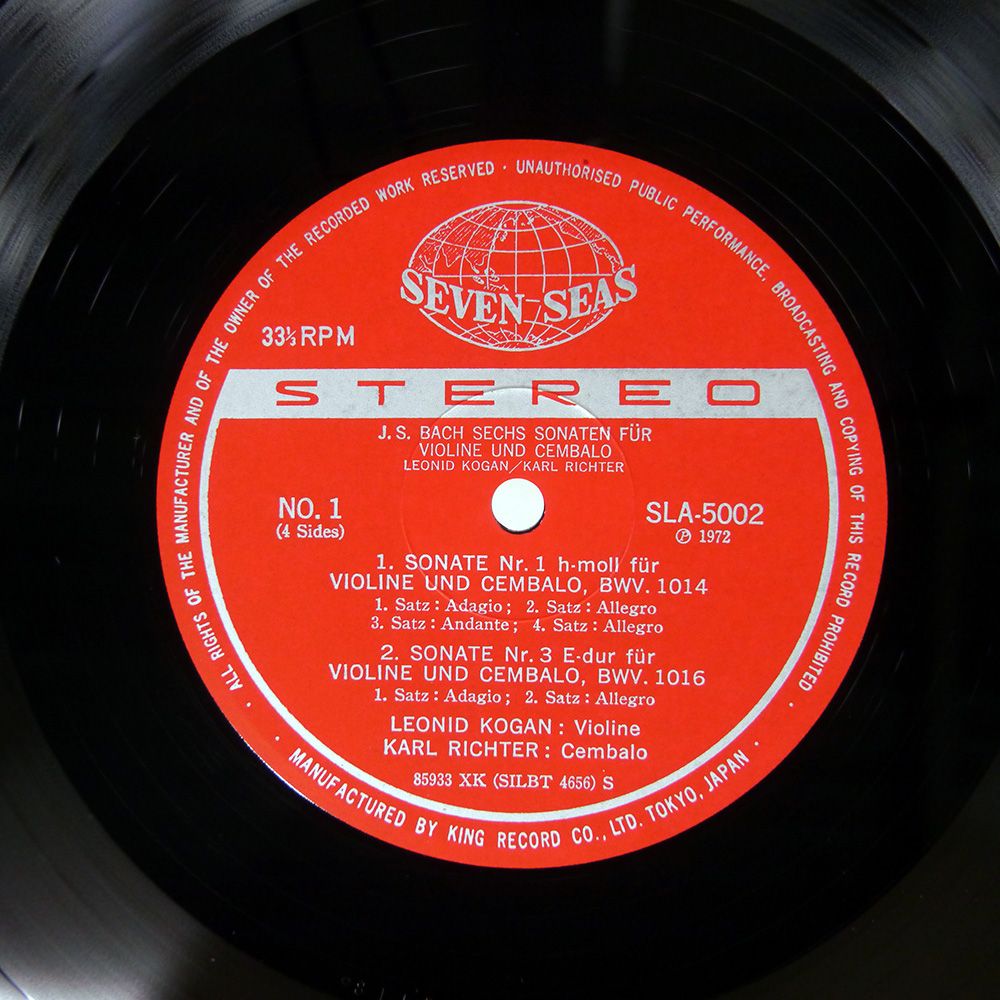 ALL RIGHTS OF THE MANUFACTURER AND OF THE OWNER OF THE RECORDED WORK RESERVED · UNAUTHORISED PUBLIC PERFORMANCE, BROADCASTING AND COPYING OF THIS RECORD PROHIBITED ·
SEVEN SEAS
33⅓ RPM
STEREO
J. S. BACH SECHS SONATEN FÜR
VIOLINE UND CEMBALO
LEONID KOGAN/KARL RICHTER
NO. 1
(4 Sides)
SLA-5002
℗ 1972
1. SONATE Nr. 1 h-moll für
VIOLINE UND CEMBALO, BWV. 1014
1. Satz : Adagio ; 2. Satz : Allegro
3. Satz : Andante ; 4. Satz : Allegro
2. SONATE Nr. 3 E-dur für
VIOLINE UND CEMBALO, BWV. 1016
1. Satz : Adagio ; 2. Satz : Allegro
LEONID KOGAN : Violine
KARL RICHTER : Cembalo
85933 XK (SILBT 4656) S
· MANUFACTURED BY KING RECORD CO., LTD. TOKYO, JAPAN ·